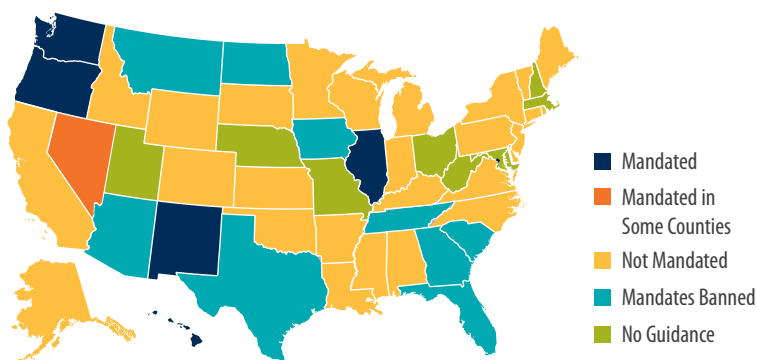 Mandated
Mandated in
Some Counties
Not Mandated
Mandates Banned
No Guidance